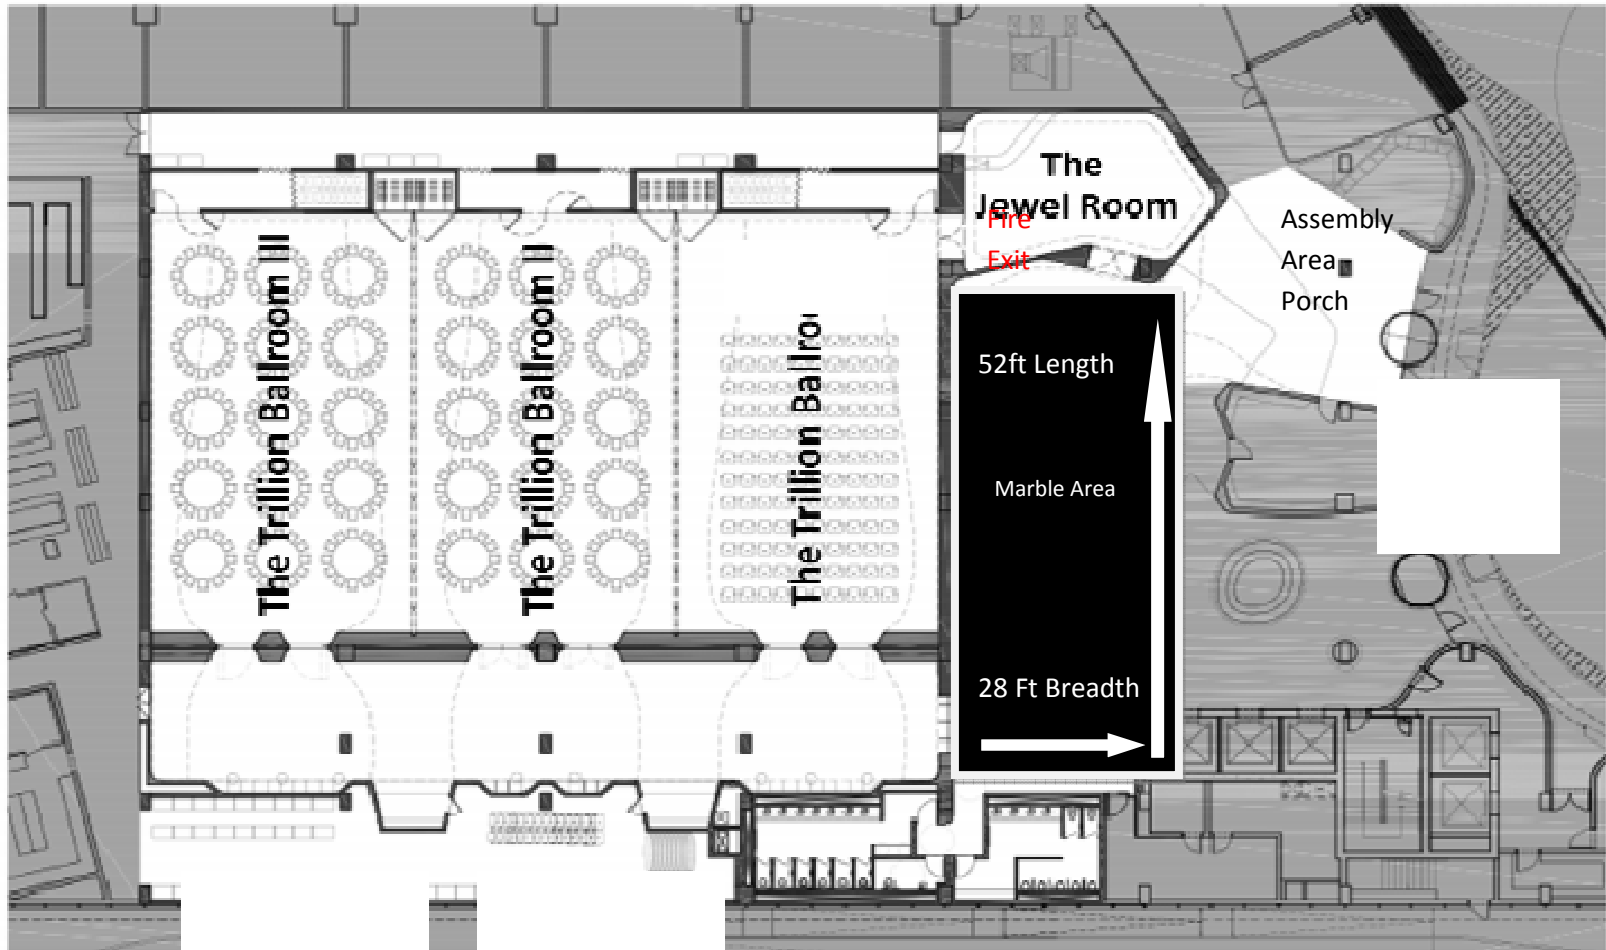 The Trillion Ballroom III
The Trillion Ballroom II
The Trillion Ballro
The
Jewel Room
Fire
Exit
Assembly
Area
Porch
52ft Length
Marble Area
28 Ft Breadth